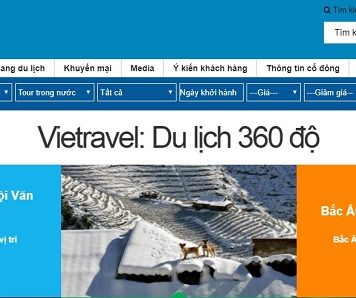 Tìm ki
Tìm k
ang du lịch Khuyến mại Media Ý kiến khách hàng Thông tin cổ đông
Tour trong nước Tất cả Ngày khởi hành ---Giá--- ---Giảm giá---
Vietravel: Du lịch 360 độ
ội Văn
vị trí
Bắc Â
Bắc Â